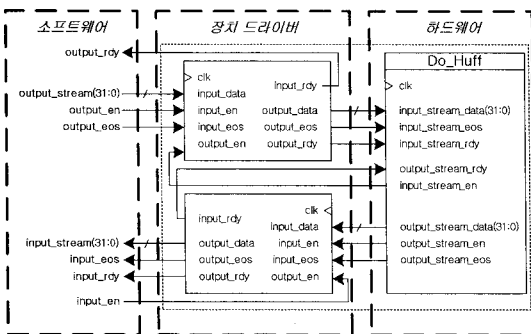 소프트웨어
장치 드라이버
하드웨어
output_rdy
output_stream(31:0)
output_en
output_eos
clk
input_data
input_en
input_eos
output_en
input_rdy
output_data
output_eos
output_rdy
Do_Huff
clk
input_stream_data(31:0)
input_stream_eos
input_stream_rdy
output_stream_rdy
input_stream_en
output_stream_data(31:0)
output_stream_en
output_stream_eos
input_rdy
output_data
output_eos
output_rdy
clk
input_data
input_en
input_eos
output_en
input_stream(31:0)
input_eos
input_rdy
input_en